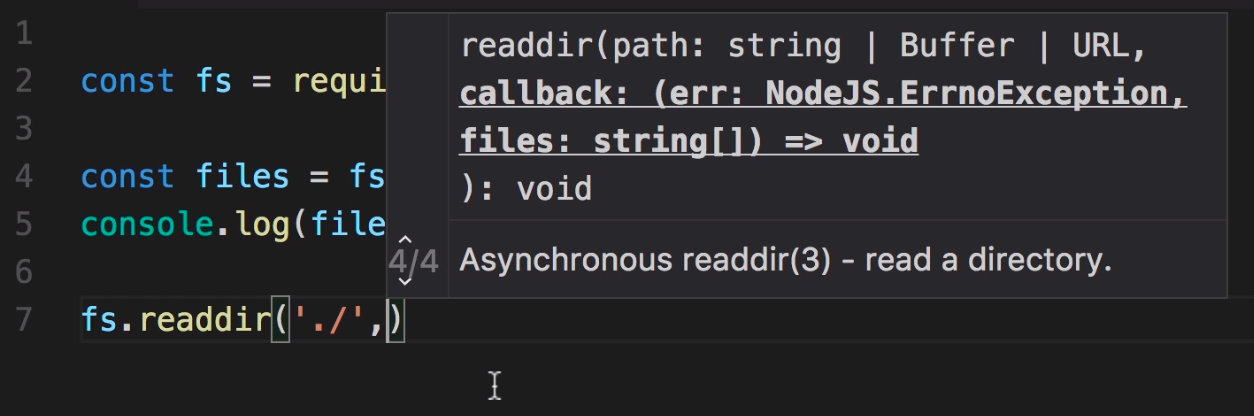 readdir(path: string | Buffer | URL,
callback: (err: NodeJS.ErrnoException,
files: string[]) => void
): void
4/4 Asynchronous readdir(3) - read a directory.
1
2 const fs = requi
3
4 const files = fs
5 console.log(file
6
7 fs.readdir('./',)